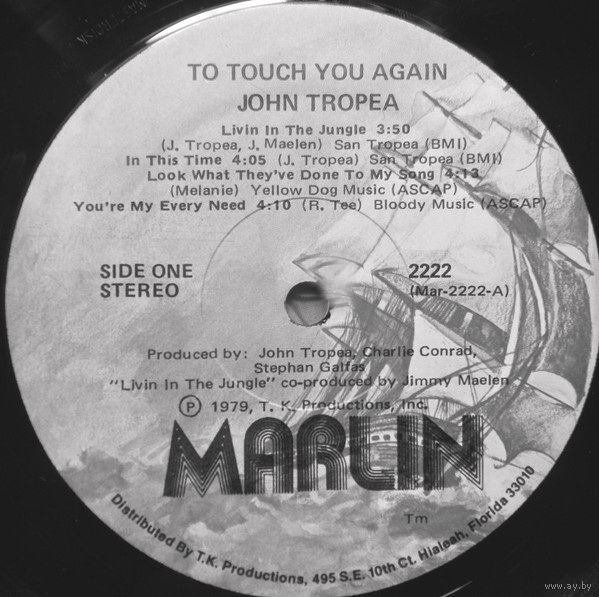 TO TOUCH YOU AGAIN
JOHN TROPEA
Livin In The Jungle 3:50
(J. Tropea, J. Maelen) San Tropea (BMI)
In This Time 4:05 (J. Tropea) San Tropea (BMI)
Look What They've Done To My Song 4:13
(Melanie) Yellow Dog Music (ASCAP)
You're My Every Need 4:10 (R. Tee) Bloody Music (ASCAP)
SIDE ONE
STEREO
2222
(Mar-2222-A)
Produced by: John Tropea, Charlie Conrad,
Stephan Galfas
"Livin In The Jungle" co-produced by Jimmy Maelen
Ⓟ 1979, T. K. Productions, Inc.
MARLIN
Tm
Distributed By T.K. Productions, 495 S.E. 10th Ct. Hialeah, Florida 33010
www.ay.by